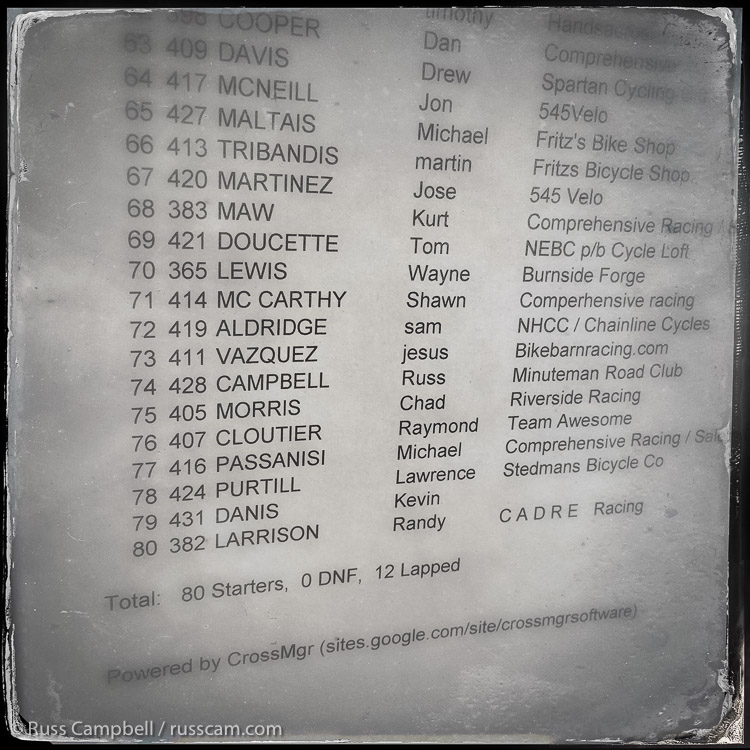 timothy
398 COOPER Dan Comprehensive
63 409 DAVIS Drew Spartan Cycling
64 417 MCNEILL Jon 545Velo
65 427 MALTAIS Michael Fritz's Bike Shop
66 413 TRIBANDIS martin Fritzs Bicycle Shop
67 420 MARTINEZ Jose 545 Velo
68 383 MAW Kurt Comprehensive Racing /
69 421 DOUCETTE Tom NEBC p/b Cycle Loft
70 365 LEWIS Wayne Burnside Forge
71 414 MC CARTHY Shawn Comperhensive racing
72 419 ALDRIDGE sam NHCC / Chainline Cycles
73 411 VAZQUEZ jesus Bikebarnracing.com
74 428 CAMPBELL Russ Minuteman Road Club
75 405 MORRIS Chad Riverside Racing
76 407 CLOUTIER Raymond Team Awesome
77 416 PASSANISI Michael Comprehensive Racing /
78 424 PURTILL Lawrence Stedmans Bicycle Co
79 431 DANIS Kevin
80 382 LARRISON Randy C A D R E Racing
Total: 80 Starters, 0 DNF, 12 Lapped
Powered by CrossMgr (sites.google.com/site/crossmgrsoftware)
©Russ Campbell / russcam.com